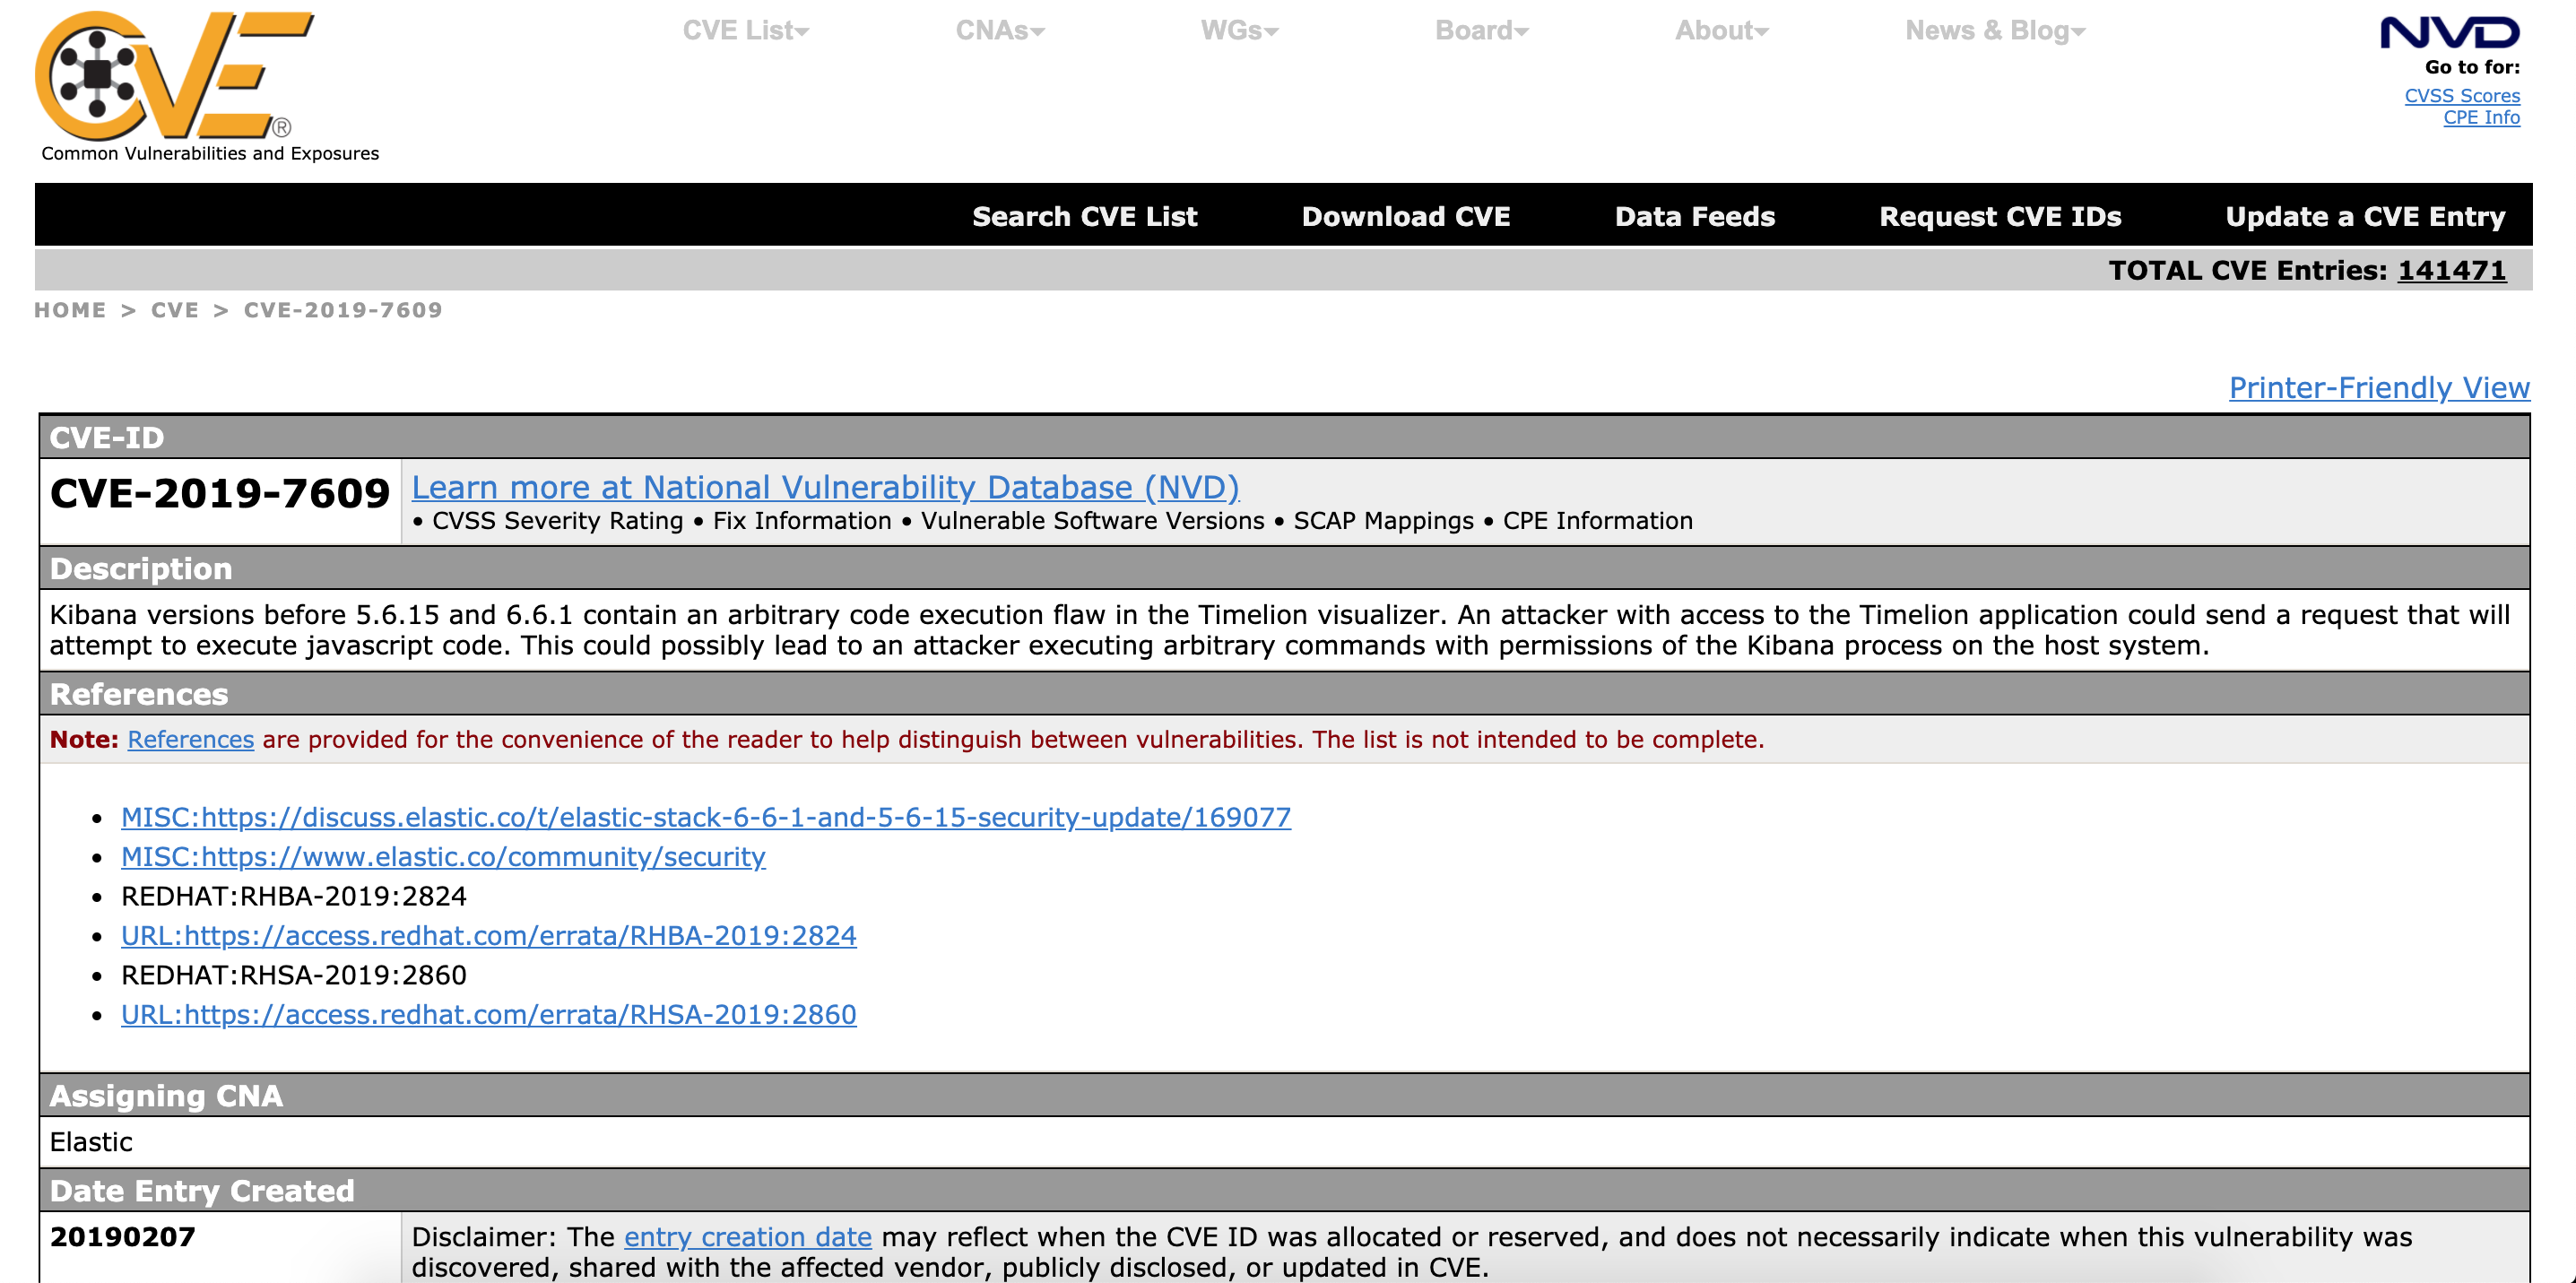 CVE®
Common Vulnerabilities and Exposures
CVE List CNAs WGs Board About News & Blog
NVD
Go to for:
CVSS Scores
CPE Info
Search CVE List Download CVE Data Feeds Request CVE IDs Update a CVE Entry
TOTAL CVE Entries: 141471
HOME > CVE > CVE-2019-7609
Printer-Friendly View
CVE-ID
CVE-2019-7609
Learn more at National Vulnerability Database (NVD)
• CVSS Severity Rating • Fix Information • Vulnerable Software Versions • SCAP Mappings • CPE Information
Description
Kibana versions before 5.6.15 and 6.6.1 contain an arbitrary code execution flaw in the Timelion visualizer. An attacker with access to the Timelion application could send a request that will
attempt to execute javascript code. This could possibly lead to an attacker executing arbitrary commands with permissions of the Kibana process on the host system.
References
Note: References are provided for the convenience of the reader to help distinguish between vulnerabilities. The list is not intended to be complete.
• MISC:https://discuss.elastic.co/t/elastic-stack-6-6-1-and-5-6-15-security-update/169077
• MISC:https://www.elastic.co/community/security
• REDHAT:RHBA-2019:2824
• URL:https://access.redhat.com/errata/RHBA-2019:2824
• REDHAT:RHSA-2019:2860
• URL:https://access.redhat.com/errata/RHSA-2019:2860
Assigning CNA
Elastic
Date Entry Created
20190207
Disclaimer: The entry creation date may reflect when the CVE ID was allocated or reserved, and does not necessarily indicate when this vulnerability was
discovered, shared with the affected vendor, publicly disclosed, or updated in CVE.